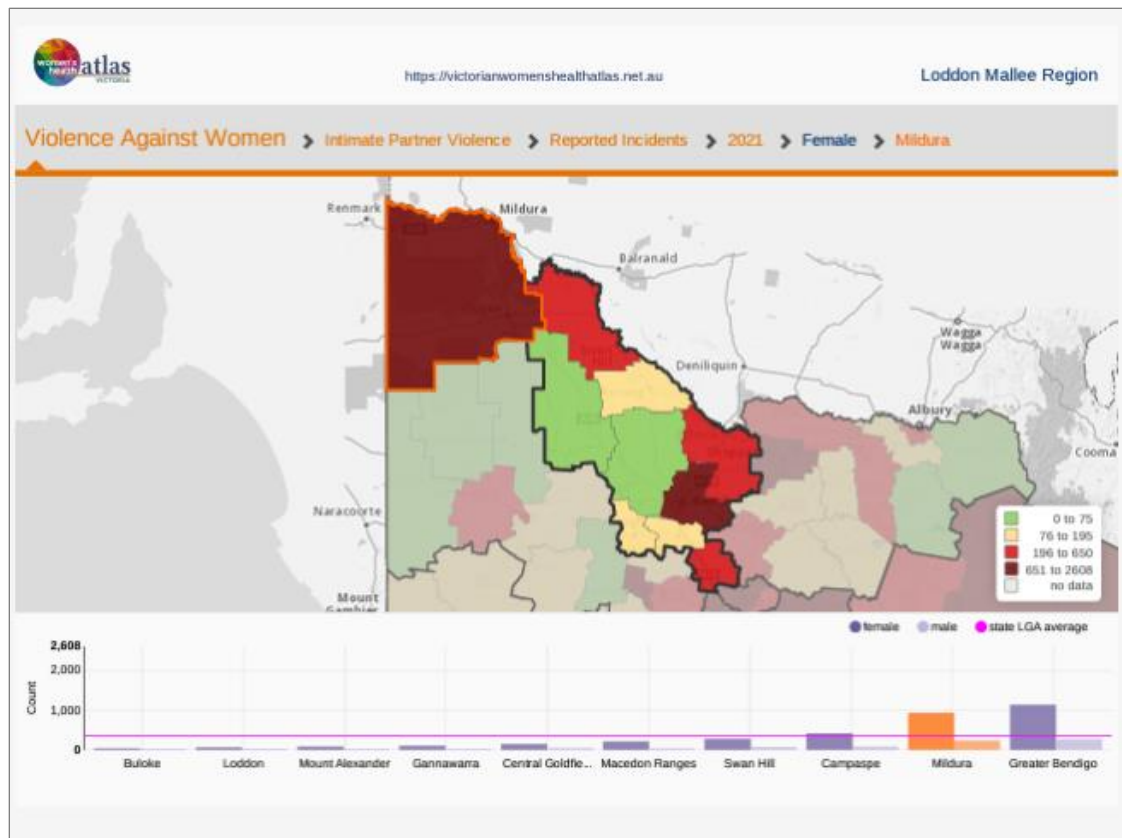 women's
health
atlas
VICTORIA
https://victorianwomenshealthatlas.net.au
Loddon Mallee Region
Violence Against Women > Intimate Partner Violence > Reported Incidents > 2021 > Female > Mildura
Renmark
Mildura
Balranald
Wagga
Wagga
Deniliquin
Albury
Cooma
Naracoorte
Mount
Gambier
0 to 75
76 to 195
196 to 650
651 to 2608
no data
female male state LGA average
Count
2,608
2,000
1,000
0
Buloke Loddon Mount Alexander Gannawarra Central Goldfie... Macedon Ranges Swan Hill Campaspe Mildura Greater Bendigo